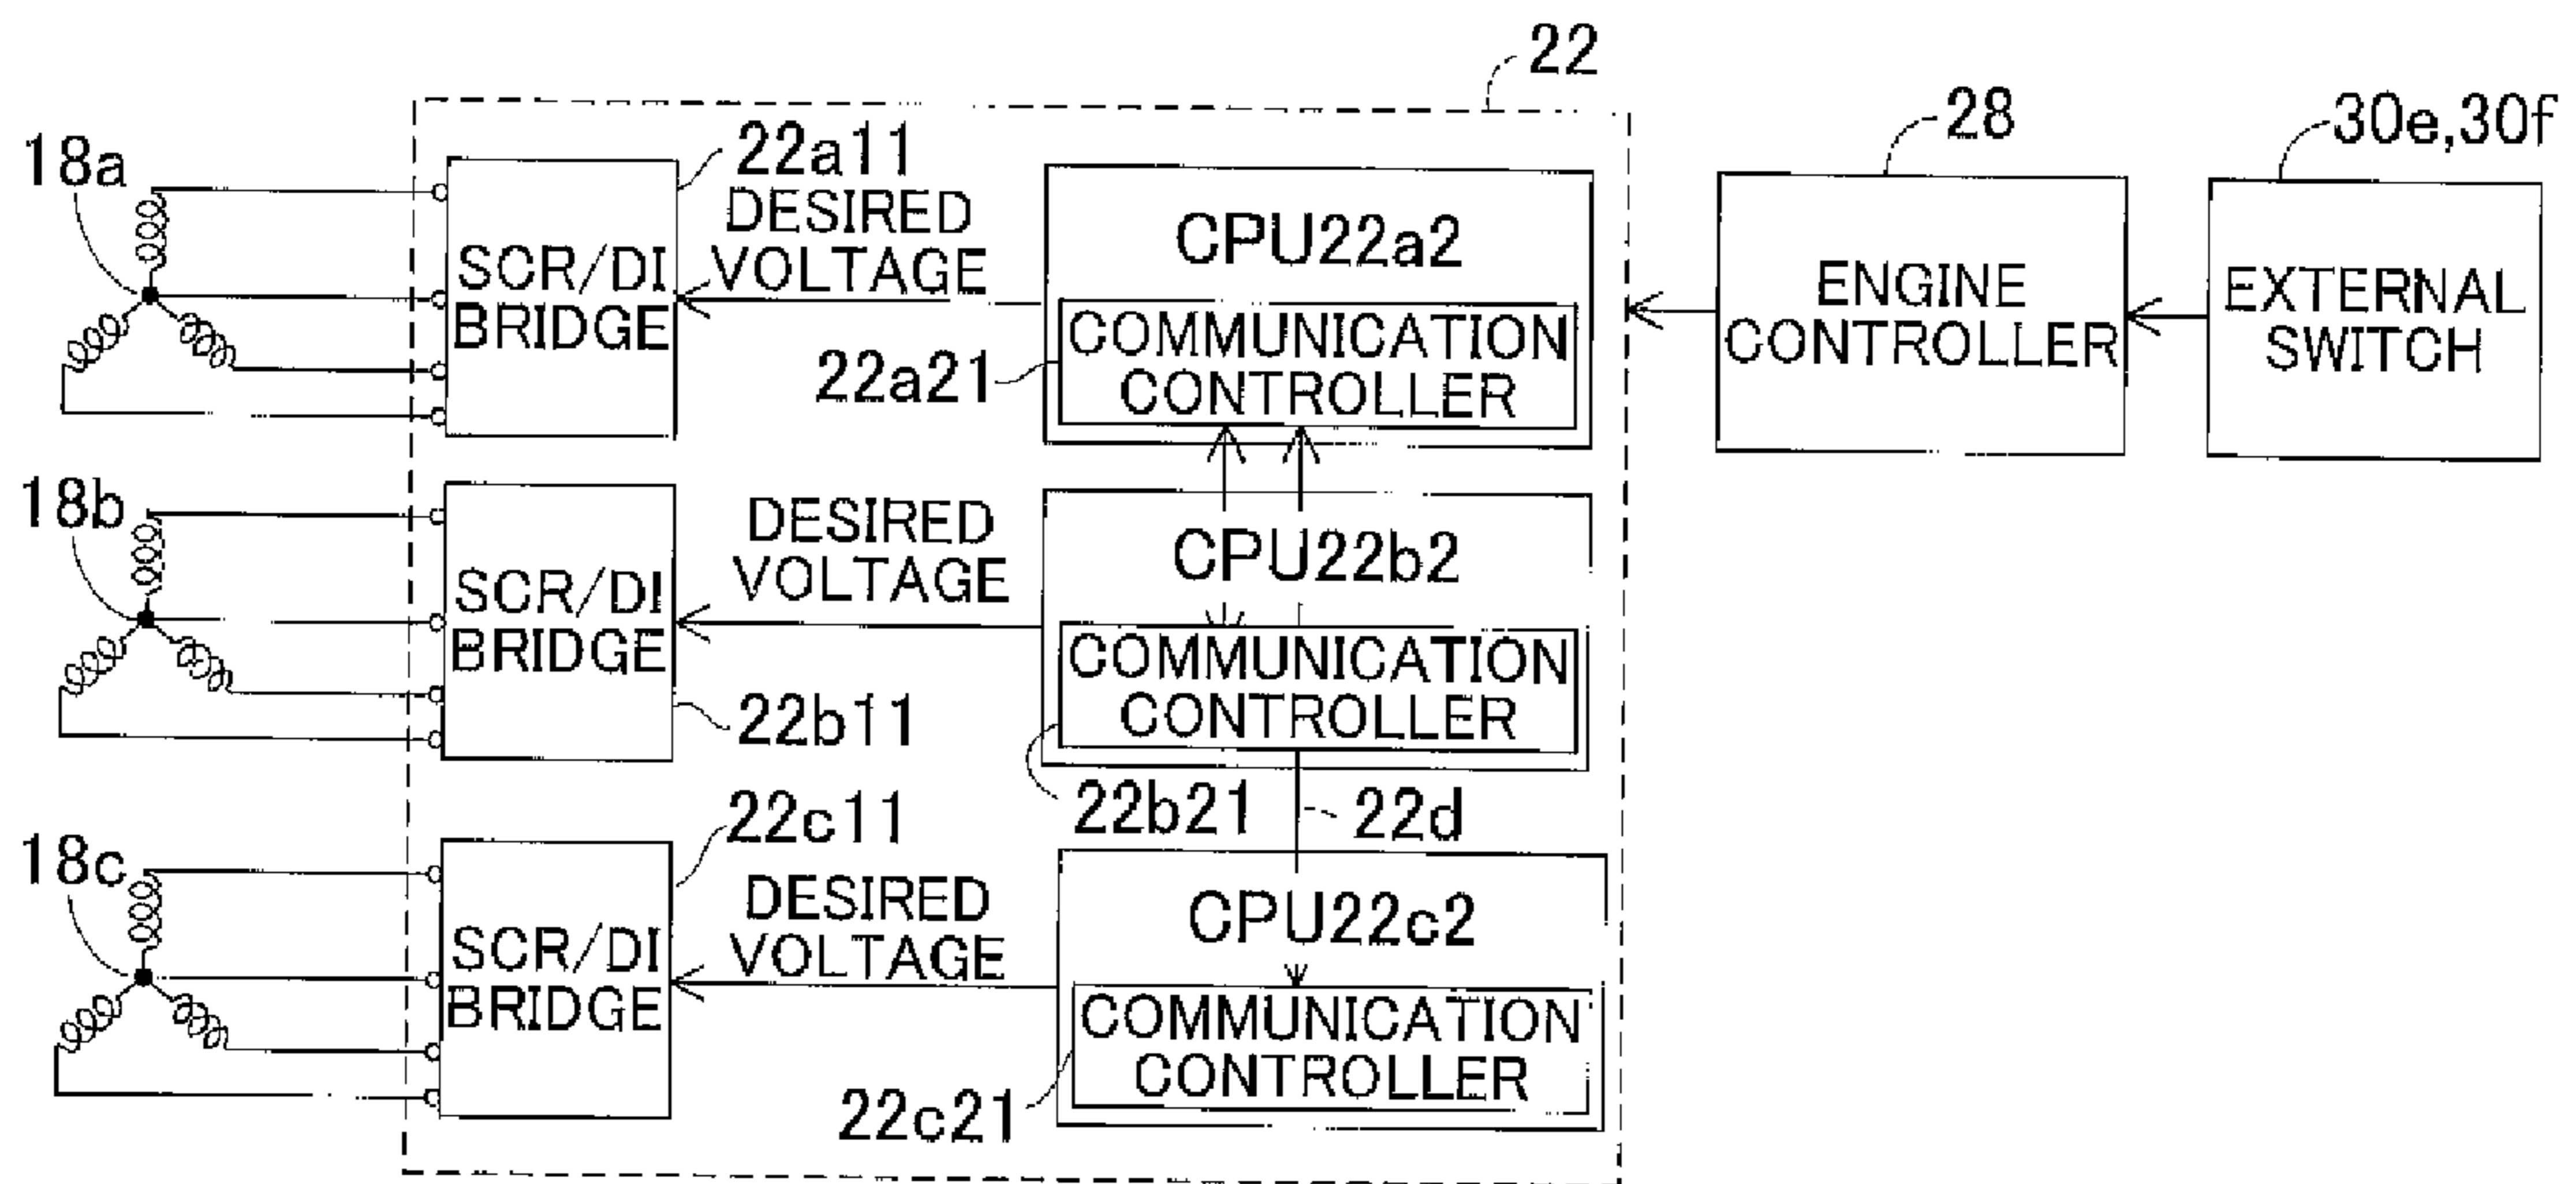 22
28
30e,30f
18a
22a11
DESIRED
VOLTAGE
SCR/DI
BRIDGE
CPU22a2
COMMUNICATION
CONTROLLER
22a21
ENGINE
CONTROLLER
EXTERNAL
SWITCH
18b
SCR/DI
BRIDGE
22b11
DESIRED
VOLTAGE
CPU22b2
COMMUNICATION
CONTROLLER
22b21
22d
18c
22c11
SCR/DI
BRIDGE
DESIRED
VOLTAGE
CPU22c2
COMMUNICATION
CONTROLLER
22c21